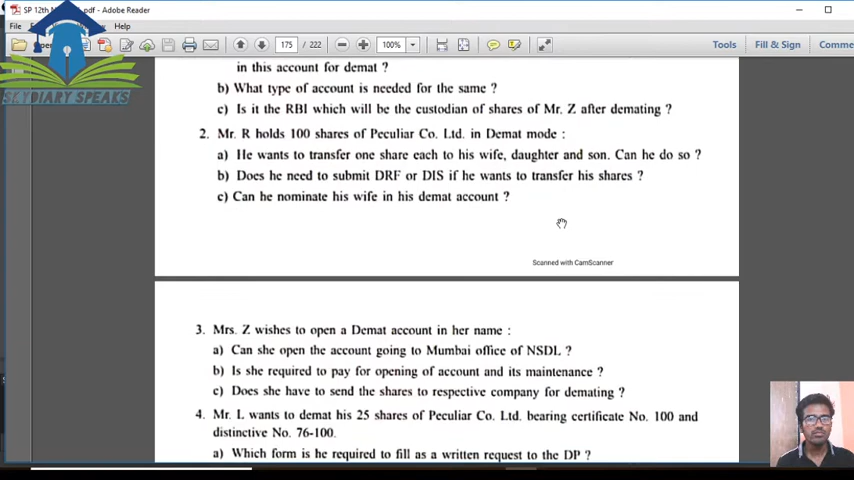 SP 12th M .pdf - Adobe Reader
File Help
175 / 222 100% Tools Fill & Sign Comme
SKYDIARY SPEAKS
in this account for demat ?
b) What type of account is needed for the same ?
c) Is it the RBI which will be the custodian of shares of Mr. Z after demating ?
2. Mr. R holds 100 shares of Peculiar Co. Ltd. in Demat mode :
a) He wants to transfer one share each to his wife, daughter and son. Can he do so ?
b) Does he need to submit DRF or DIS if he wants to transfer his shares ?
c) Can he nominate his wife in his demat account ?
Scanned with CamScanner
3. Mrs. Z wishes to open a Demat account in her name :
a) Can she open the account going to Mumbai office of NSDL ?
b) Is she required to pay for opening of account and its maintenance ?
c) Does she have to send the shares to respective company for demating ?
4. Mr. L wants to demat his 25 shares of Peculiar Co. Ltd. bearing certificate No. 100 and
distinctive No. 76-100.
a) Which form is he required to fill as a written request to the DP ?